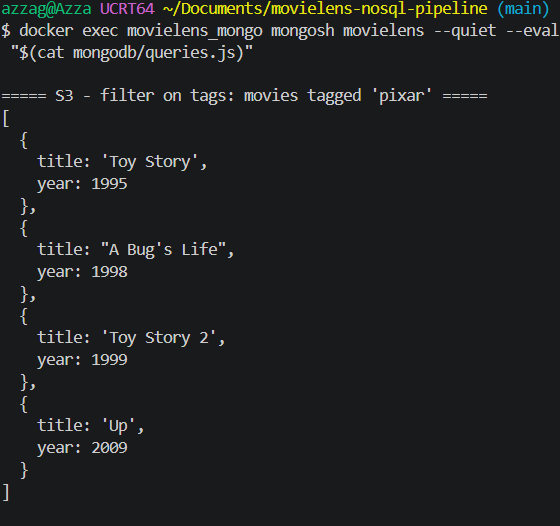 azzag@Azza UCRT64 ~/Documents/movielens-nosql-pipeline (main)
$ docker exec movielens_mongo mongosh movielens --quiet --eval
 "$(cat mongodb/queries.js)"

===== S3 - filter on tags: movies tagged 'pixar' =====
[
  {
    title: 'Toy Story',
    year: 1995
  },
  {
    title: "A Bug's Life",
    year: 1998
  },
  {
    title: 'Toy Story 2',
    year: 1999
  },
  {
    title: 'Up',
    year: 2009
  }
]